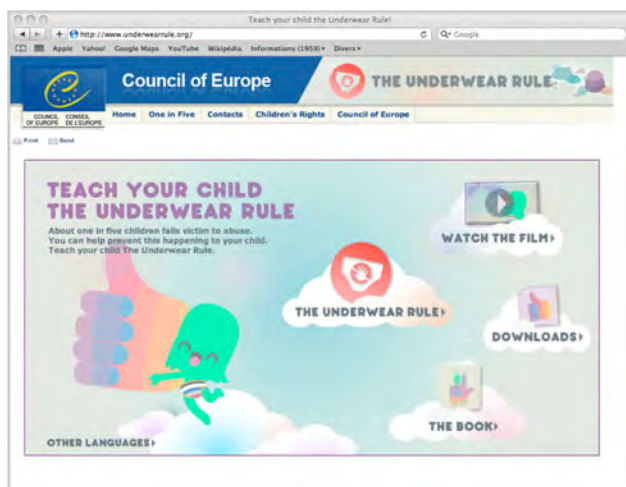 Teach your child the Underwear Rule!
http://www.underwearrule.org/
Google
Apple Yahoo! Google Maps YouTube Wikipédia Informations (1959) Divers
Council of Europe
THE UNDERWEAR RULE
COUNCIL CONSEIL
OF EUROPE DE L'EUROPE
Home One in Five Contacts Children's Rights Council of Europe
Print Send
TEACH YOUR CHILD
THE UNDERWEAR RULE
About one in five children falls victim to abuse.
You can help prevent this happening to your child.
Teach your child The Underwear Rule.
WATCH THE FILM
THE UNDERWEAR RULE
DOWNLOADS
THE BOOK
OTHER LANGUAGES